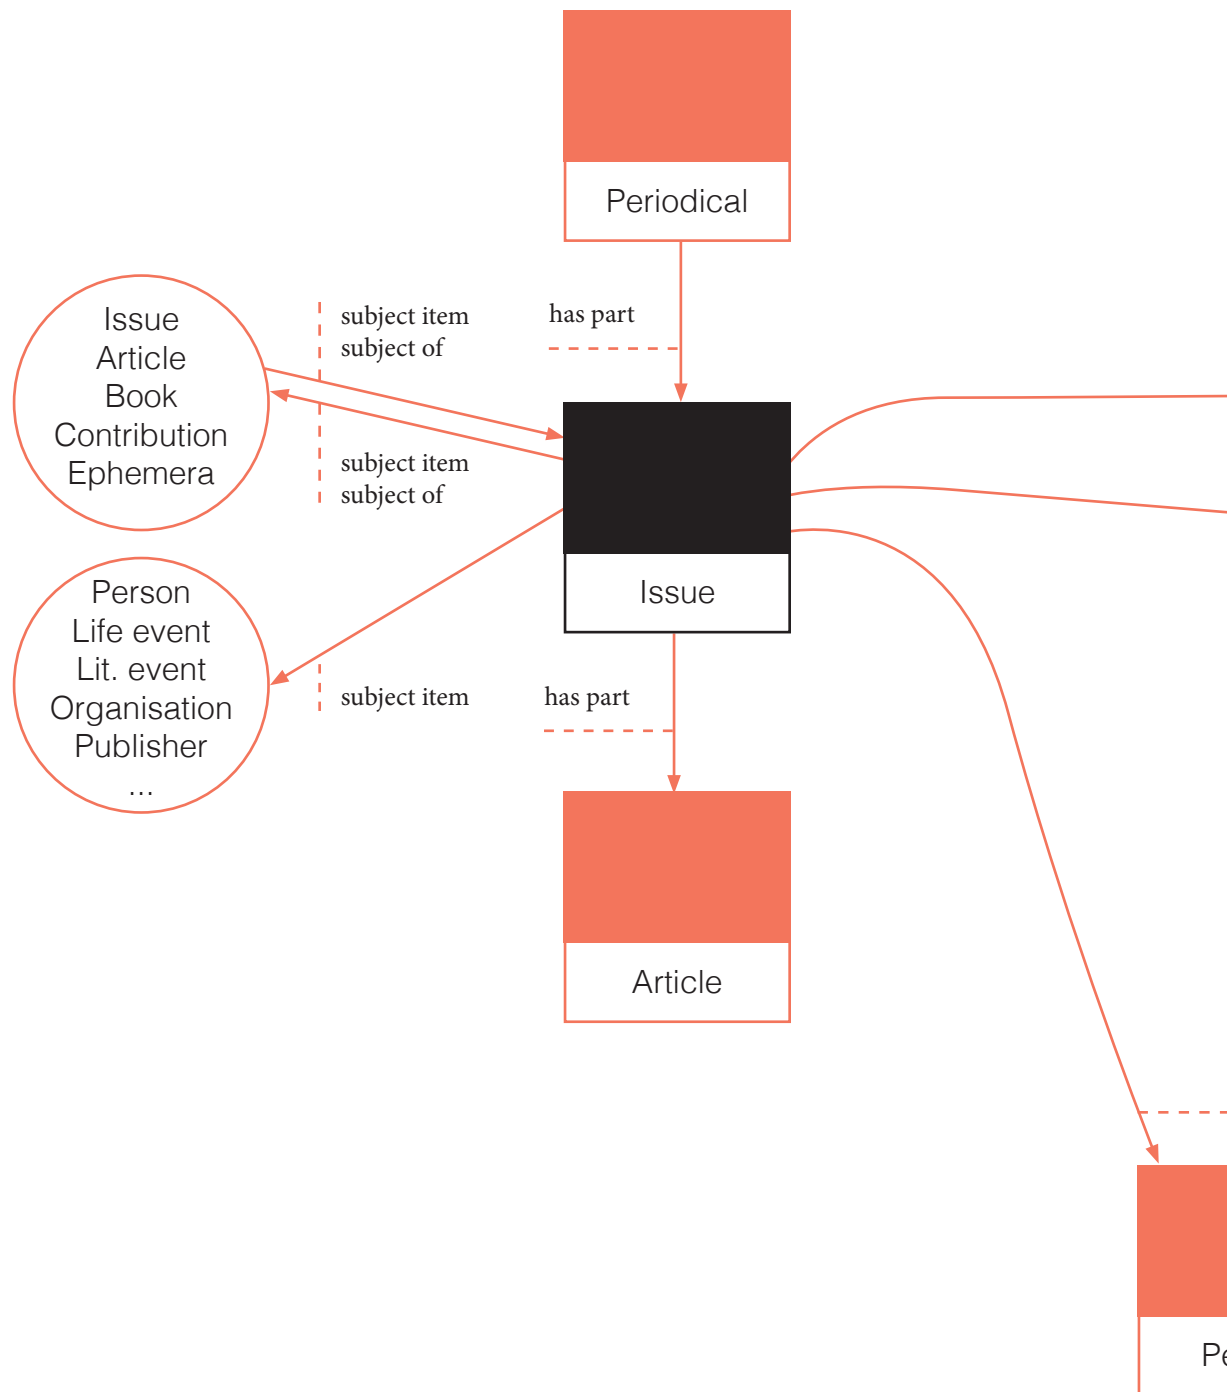 Periodical
has part
subject item
subject of
Issue
Article
Book
Contribution
Ephemera
subject item
subject of
Issue
Person
Life event
Lit. event
Organisation
Publisher
...
subject item
has part
Article